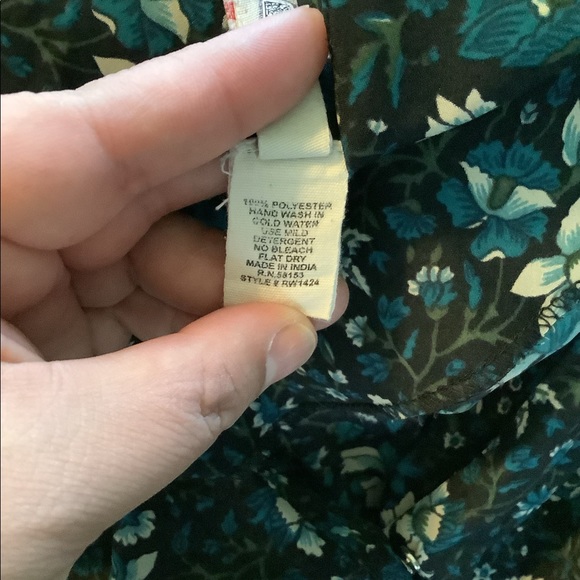 100% POLYESTER
HAND WASH IN
COLD WATER
USE MILD
DETERGENT
NO BLEACH
FLAT DRY
MADE IN INDIA
R.N.58153
STYLE # RW1424